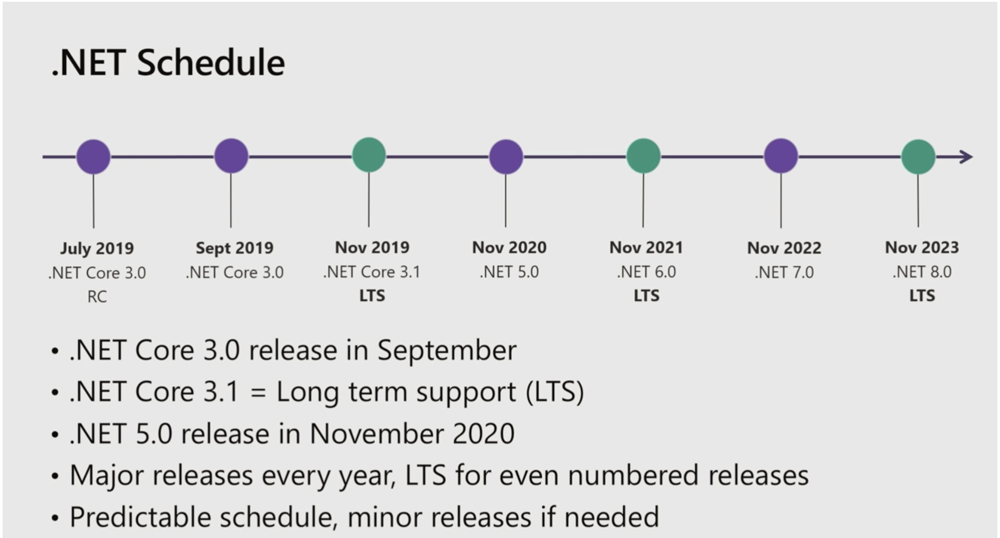 .NET Schedule
July 2019
.NET Core 3.0
RC
Sept 2019
.NET Core 3.0
Nov 2019
.NET Core 3.1
LTS
Nov 2020
.NET 5.0
Nov 2021
.NET 6.0
LTS
Nov 2022
.NET 7.0
Nov 2023
.NET 8.0
LTS
• .NET Core 3.0 release in September
• .NET Core 3.1 = Long term support (LTS)
• .NET 5.0 release in November 2020
• Major releases every year, LTS for even numbered releases
• Predictable schedule, minor releases if needed